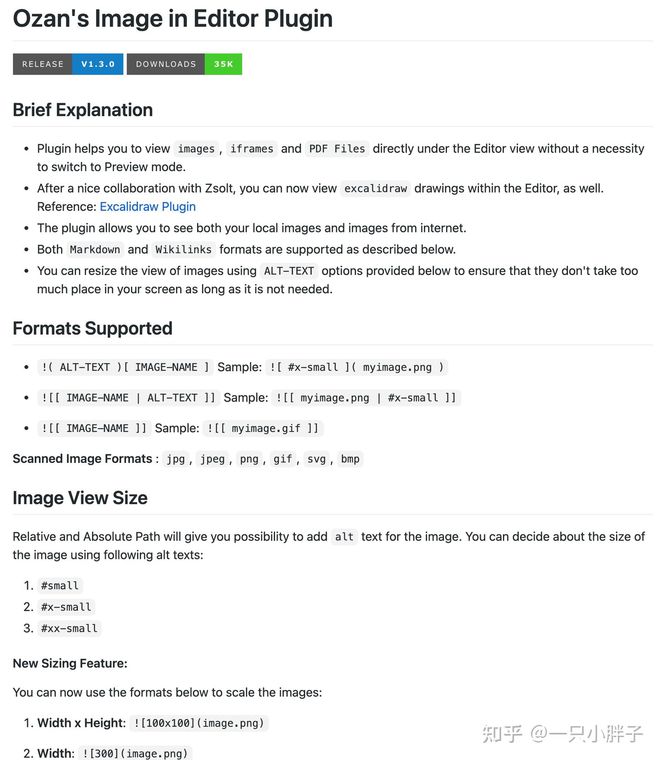 Ozan's Image in Editor Plugin
RELEASE V1.3.0 DOWNLOADS 35K
Brief Explanation
• Plugin helps you to view images, iframes and PDF Files directly under the Editor view without a necessity
to switch to Preview mode.
• After a nice collaboration with Zsolt, you can now view excalidraw drawings within the Editor, as well.
Reference: Excalidraw Plugin
• The plugin allows you to see both your local images and images from internet.
• Both Markdown and Wikilinks formats are supported as described below.
• You can resize the view of images using ALT-TEXT options provided below to ensure that they don't take too
much place in your screen as long as it is not needed.
Formats Supported
• !( ALT-TEXT )[ IMAGE-NAME ] Sample: ![ #x-small ]( myimage.png )
• ![[ IMAGE-NAME | ALT-TEXT ]] Sample: ![[ myimage.png | #x-small ]]
• ![[ IMAGE-NAME ]] Sample: ![[ myimage.gif ]]
Scanned Image Formats : jpg, jpeg, png, gif, svg, bmp
Image View Size
Relative and Absolute Path will give you possibility to add alt text for the image. You can decide about the size of
the image using following alt texts:
1. #small
2. #x-small
3. #xx-small
New Sizing Feature:
You can now use the formats below to scale the images:
1. Width x Height: ![100x100](image.png)
2. Width: ![300](image.png)
知乎 @一只小胖子